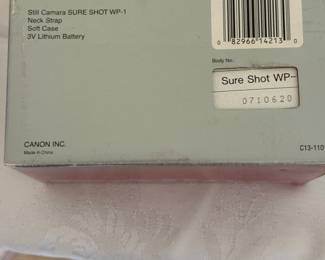 Still Camara SURE SHOT WP-1
Neck Strap
Soft Case
3V Lithium Battery
0 82966 14213 0
Body No.
Sure Shot WP-
0710620
CANON INC.
Made in China
C13-110